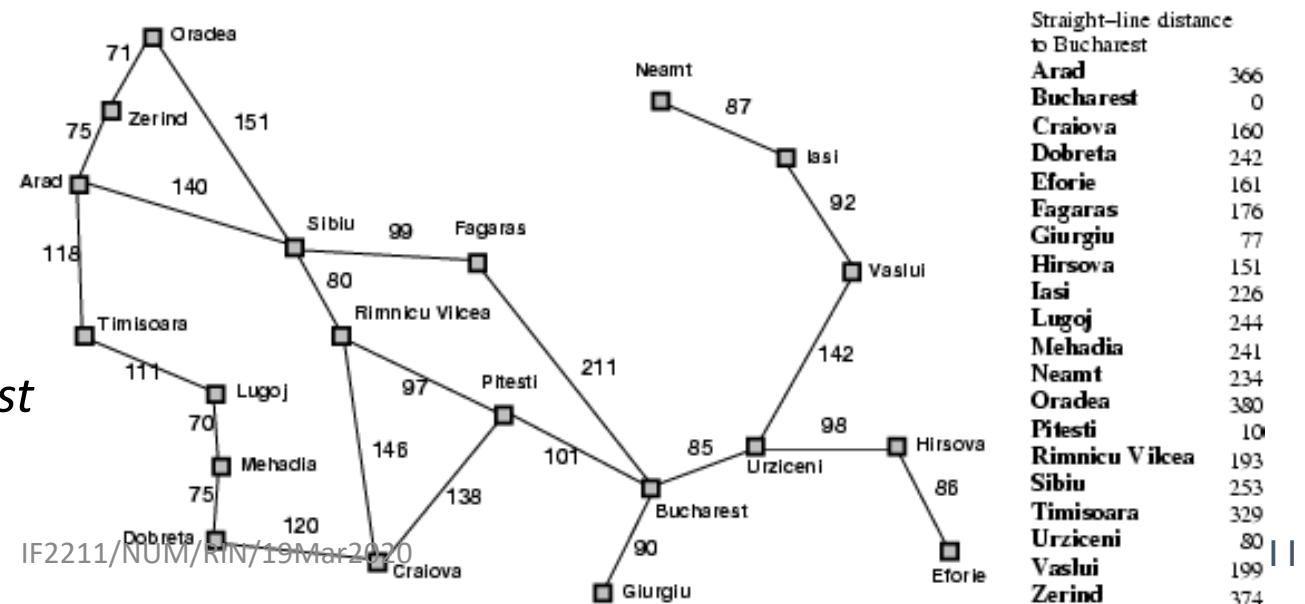 Oradea
71
Neamt
Zerind
151
87
75
Iasi
Arad
140
92
Sibiu
99
Fagaras
118
80
Vaslui
Rimnicu Vilcea
Timisoara
142
111
211
Lugoj
97
Pitesti
70
98
Hirsova
146
85
Mehadia
101
Urziceni
86
75
138
Bucharest
120
Dobreta
90
Craiova
Eforie
Giurgiu
st
IF2211/NUM/RIN/19Mar2020
Straight–line distance
to Bucharest
Arad 366
Bucharest 0
Craiova 160
Dobreta 242
Eforie 161
Fagaras 176
Giurgiu 77
Hirsova 151
Iasi 226
Lugoj 244
Mehadia 241
Neamt 234
Oradea 380
Pitesti 10
Rimnicu Vilcea 193
Sibiu 253
Timisoara 329
Urziceni 80
Vaslui 199
Zerind 374
11